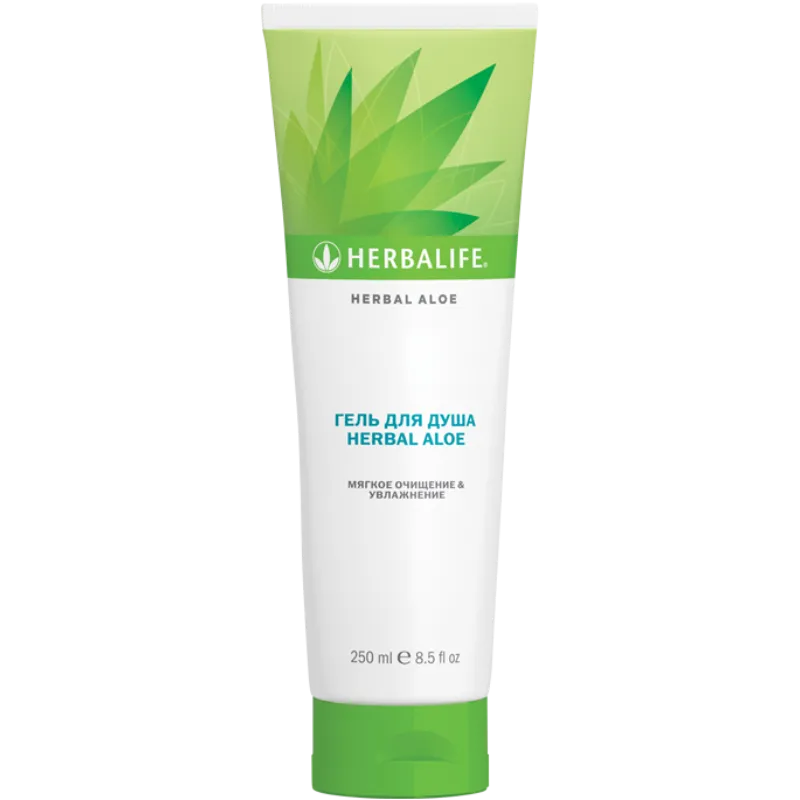 HERBALIFE®
HERBAL ALOE
ГЕЛЬ ДЛЯ ДУША
HERBAL ALOE
МЯГКОЕ ОЧИЩЕНИЕ &
УВЛАЖНЕНИЕ
250 ml ℮ 8.5 fl oz